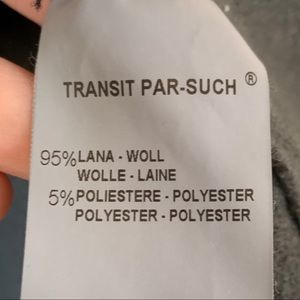 TRANSIT PAR-SUCH ®
95% LANA - WOLL
WOLLE - LAINE
5% POLIESTERE - POLYESTER
POLYESTER - POLYESTER